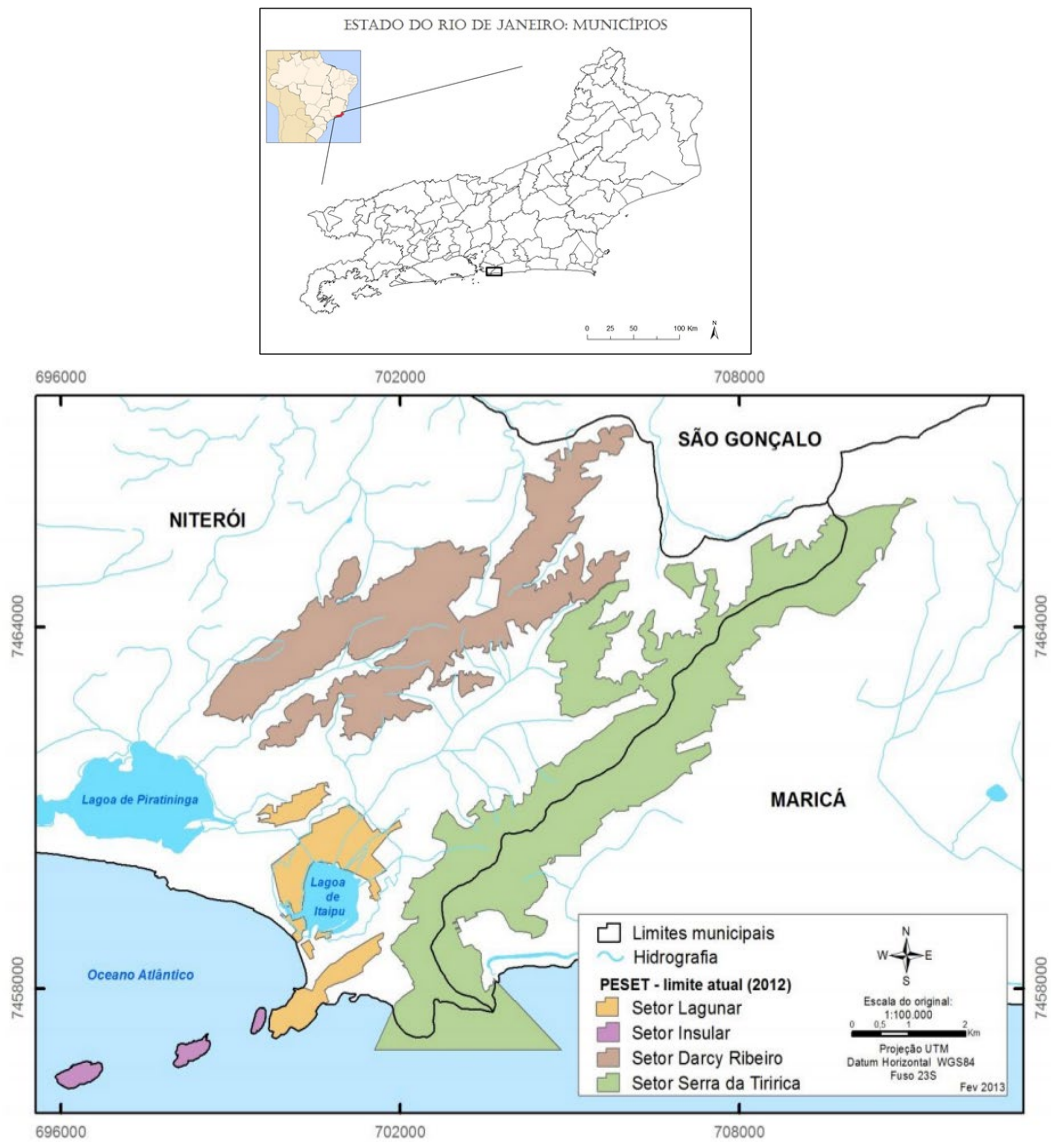 ESTADO DO RIO DE JANEIRO: MUNICÍPIOS
N
0 25 50 100 Km
696000 702000 708000
SÃO GONÇALO
NITERÓI
7464000 7464000
Lagoa de Piratininga
MARICÁ
Lagoa
de
Itaipu
Oceano Atlântico
7458000 7458000
Limites municipais
Hidrografia
PESET - limite atual (2012)
Setor Lagunar
Setor Insular
Setor Darcy Ribeiro
Setor Serra da Tiririca
N
W E
S
Escala do original:
1:100.000
0 0,5 1 2
Km
Projeção UTM
Datum Horizontal WGS84
Fuso 23S
Fev 2013
696000 702000 708000